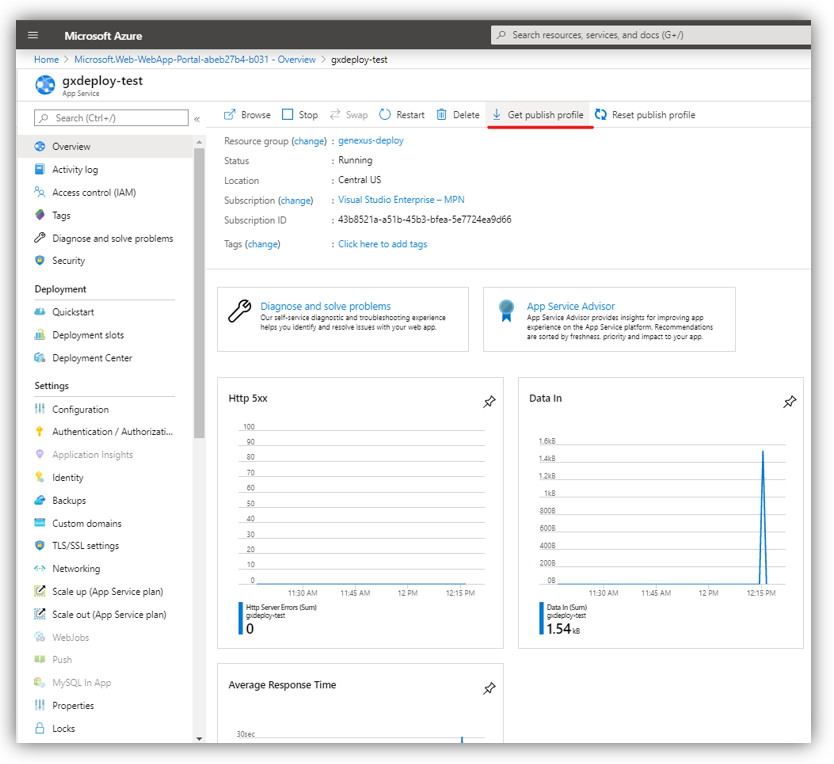 Microsoft Azure
Search resources, services, and docs (G+/)
Home > Microsoft.Web-WebApp-Portal-abeb27b4-b031 - Overview > gxdeploy-test
gxdeploy-test
App Service
Search (Ctrl+/)
«
Browse Stop Swap Restart Delete Get publish profile Reset publish profile
Overview
Activity log
Access control (IAM)
Tags
Diagnose and solve problems
Security
Deployment
Quickstart
Deployment slots
Deployment Center
Settings
Configuration
Authentication / Authorizati...
Application Insights
Identity
Backups
Custom domains
TLS/SSL settings
Networking
Scale up (App Service plan)
Scale out (App Service plan)
WebJobs
Push
MySQL In App
Properties
Locks
Resource group (change) : genexus-deploy
Status : Running
Location : Central US
Subscription (change) : Visual Studio Enterprise – MPN
Subscription ID : 43b8521a-a51b-45b3-bfea-5e7724ea9d66
Tags (change) : Click here to add tags
Diagnose and solve problems
Our self-service diagnostic and troubleshooting experience
helps you identify and resolve issues with your web app.
App Service Advisor
App Service Advisor provides insights for improving app
experience on the App Service platform. Recommendations
are sorted by freshness, priority and impact to your app.
Http 5xx
100
90
80
70
60
50
40
30
20
10
0
11:30 AM 11:45 AM 12 PM 12:15 PM
Http Server Errors (Sum)
gxdeploy-test
0
Data In
1.6kB
1.4kB
1.2kB
1kB
800B
600B
400B
200B
0B
11:30 AM 11:45 AM 12 PM 12:15 PM
Data In (Sum)
gxdeploy-test
1.54 kB
Average Response Time
30sec